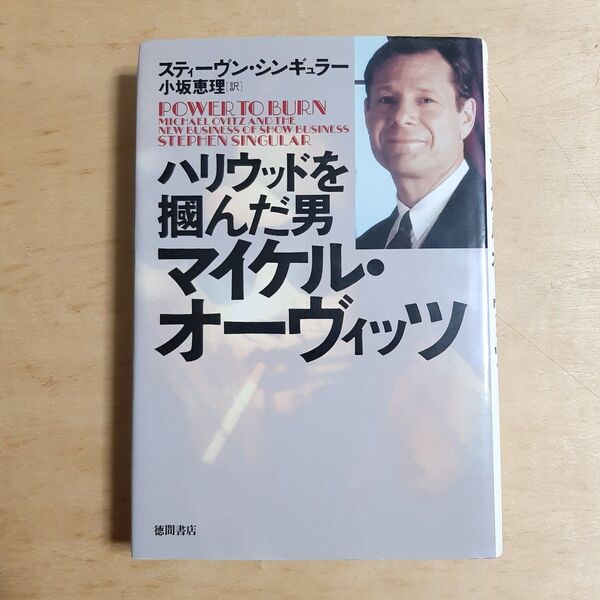 スティーヴン・シンギュラー
小坂恵理[訳]
POWER TO BURN
MICHAEL OVITZ AND THE
NEW BUSINESS OF SHOW BUSINESS
STEPHEN SINGULAR
ハリウッドを
摑んだ男
マイケル・
オーヴィッツ
徳間書店